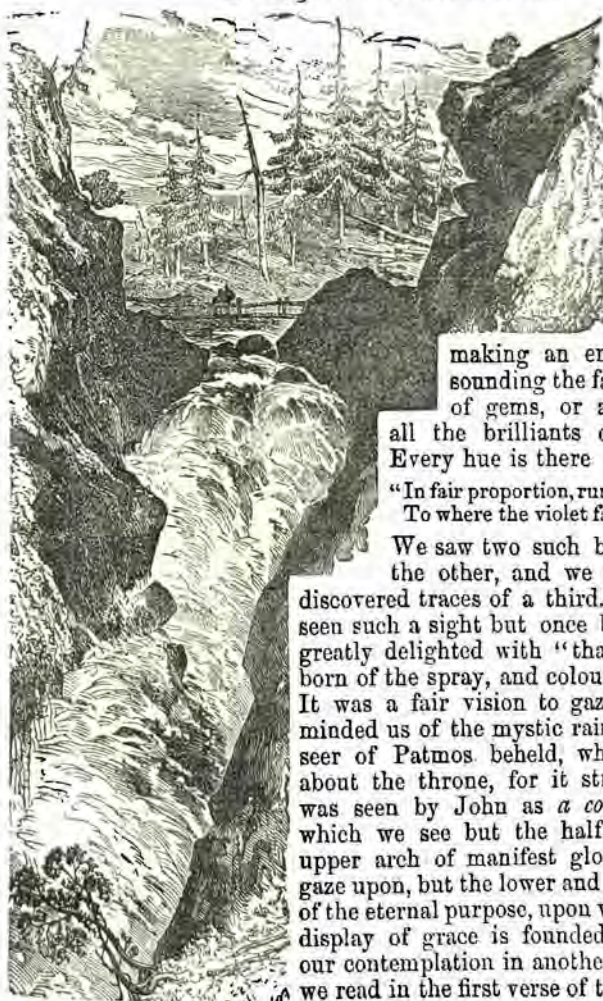 making an en
sounding the fa
of gems, or a
all the brilliants
Every hue is there
"In fair proportion, run
To where the violet fa
We saw two such b
the other, and we
discovered traces of a third.
seen such a sight but once
greatly delighted with "tha
born of the spray, and colou
It was a fair vision to gaz
minded us of the mystic rai
seer of Patmos beheld, wh
about the throne, for it st
was seen by John as a co
which we see but the half
upper arch of manifest glo
gaze upon, but the lower and
of the eternal purpose, upon
display of grace is founded
our contemplation in another
we read in the first verse of t